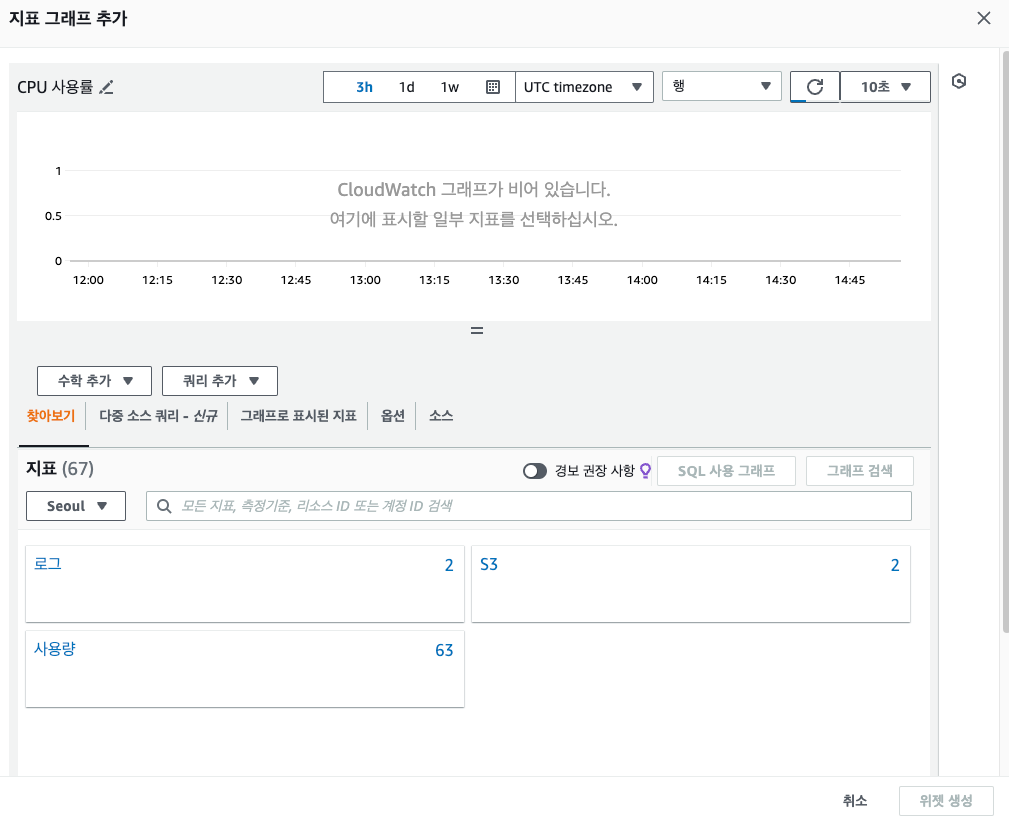 지표 그래프 추가
CPU 사용률
3h 1d 1w UTC timezone 행 10초
1
0.5
0
CloudWatch 그래프가 비어 있습니다.
여기에 표시할 일부 지표를 선택하십시오.
12:00 12:15 12:30 12:45 13:00 13:15 13:30 13:45 14:00 14:15 14:30 14:45
수학 추가 쿼리 추가
찾아보기 다중 소스 쿼리 - 신규 그래프로 표시된 지표 옵션 소스
지표 (67) 경보 권장 사항 SQL 사용 그래프 그래프 검색
Seoul 모든 지표, 측정기준, 리소스 ID 또는 계정 ID 검색
로그 2 S3 2
사용량 63
취소 위젯 생성